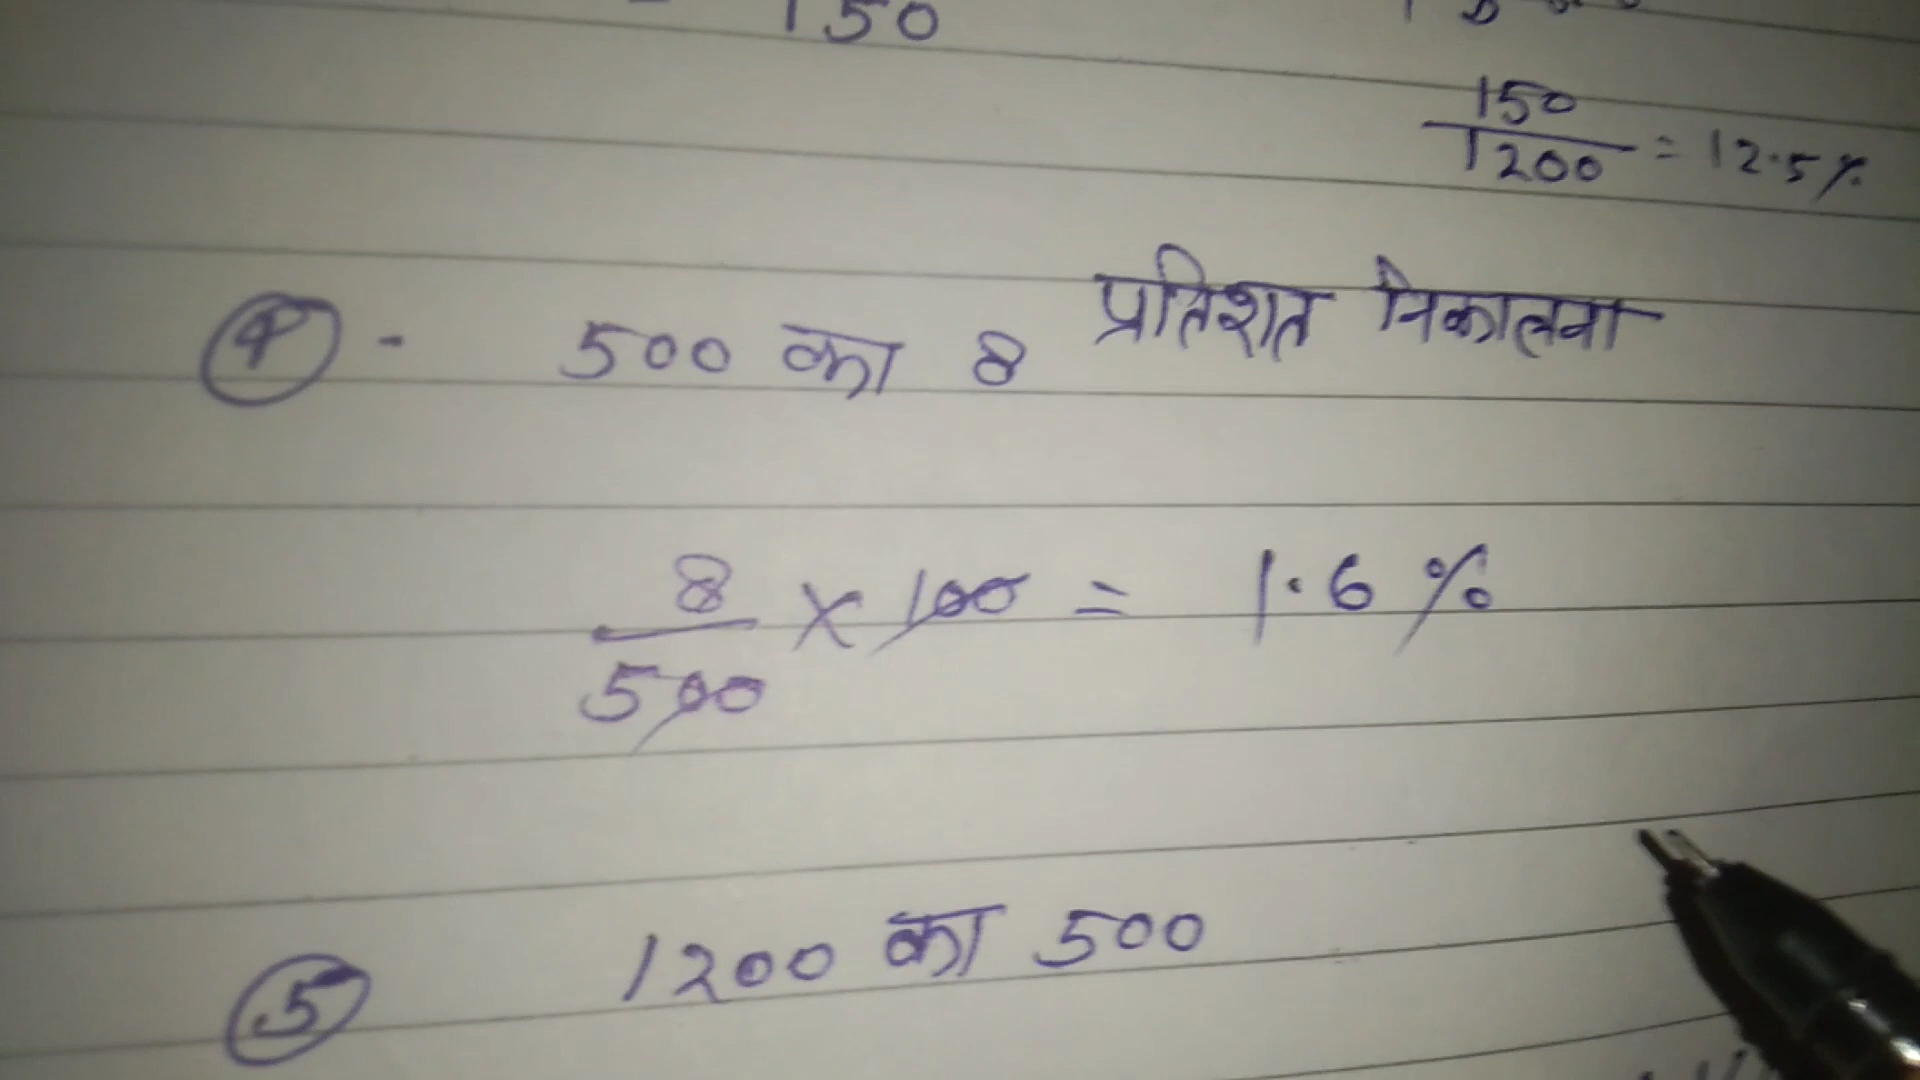 150
150
1200 = 12.5%
4 - 500 का 8 प्रतिशत निकालना
8
500 × 100 = 1.6 %
5 1200 का 500